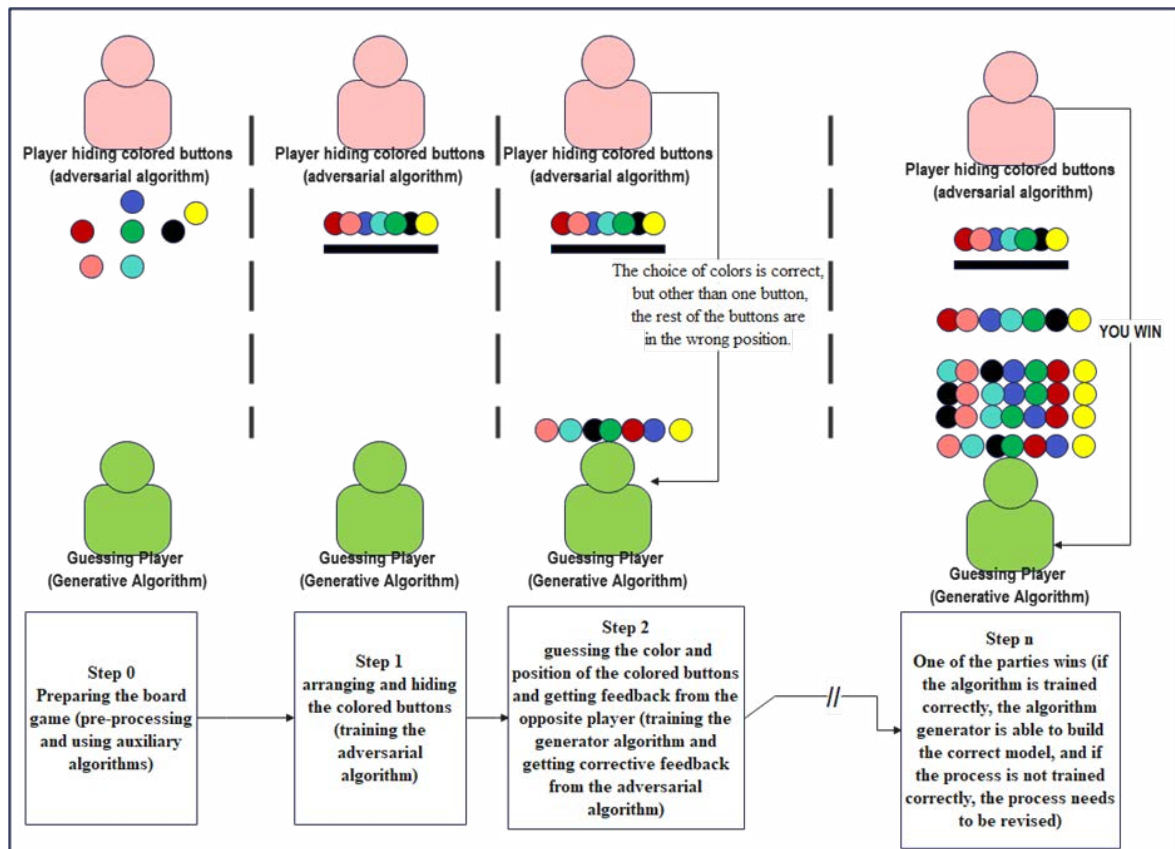 Player hiding colored buttons
(adversarial algorithm)
Guessing Player
(Generative Algorithm)
Step 0
Preparing the board
game (pre-processing
and using auxiliary
algorithms)
Player hiding colored buttons
(adversarial algorithm)
Guessing Player
(Generative Algorithm)
Step 1
arranging and hiding
the colored buttons
(training the
adversarial
algorithm)
Player hiding colored buttons
(adversarial algorithm)
The choice of colors is correct,
but other than one button,
the rest of the buttons are
in the wrong position.
Guessing Player
(Generative Algorithm)
Step 2
guessing the color and
position of the colored buttons
and getting feedback from the
opposite player (training the
generator algorithm and
getting corrective feedback
from the adversarial
algorithm)
//
Player hiding colored buttons
(adversarial algorithm)
YOU WIN
Guessing Player
(Generative Algorithm)
Step n
One of the parties wins (if
the algorithm is trained
correctly, the algorithm
generator is able to build
the correct model, and if
the process is not trained
correctly, the process needs
to be revised)